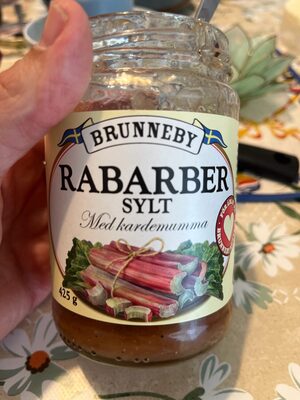 BRUNNEBY
RABARBER
SYLT
Med kardemumma
425 g